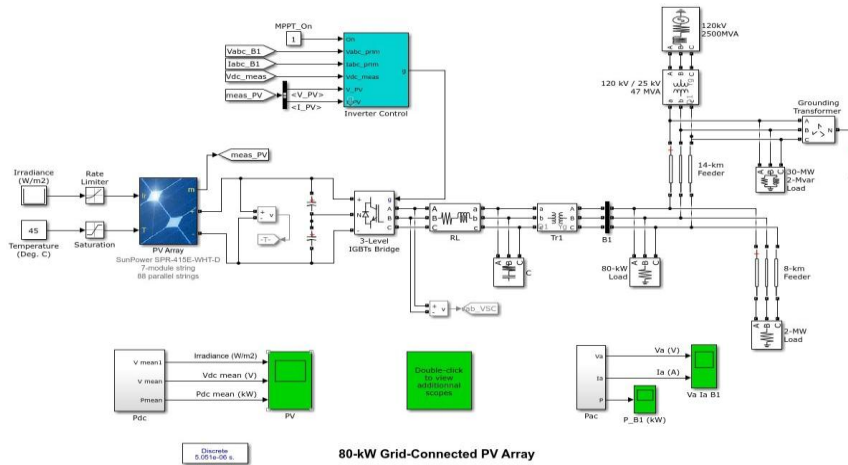 MPPT_On
1
Vabc_B1
Iabc_B1
Vdc_meas
meas_PV
<V_PV>
<I_PV>
On
Vabc_prim
Iabc_prim
Vdc_meas
V_PV
I_PV
g
Inverter Control
120kV
2500MVA
A B C
120 kV / 25 kV
47 MVA
A B C
Grounding
Transformer
A
B
C
N
14-km
Feeder
A B C
30-MW
2-Mvar
Load
Irradiance
(W/m2)
Rate
Limiter
45
Temperature
(Deg. C)
Saturation
T
m
+
-
PV Array
SunPower SPR-415E-WHT-D
7-module string
88 parallel strings
meas_PV
+
-
v
-T-
+
N
-
g
A
B
C
3-Level
IGBTs Bridge
A
B
C
a
b
c
RL
A B C
C
A
B
C
a
b
c
Tr1
B1
A B C
80-kW
Load
8-km
Feeder
A B C
2-MW
Load
+
-
v
V mean1
V mean
Pmean
Pdc
Irradiance (W/m2)
Vdc mean (V)
Pdc mean (kW)
PV
Double-click
to view
additionnal
scopes
Va
Ia
P
Pac
Va (V)
Ia (A)
P_B1 (kW)
Va Ia B1
Discrete
5.051e-06 s.
80-kW Grid-Connected PV Array